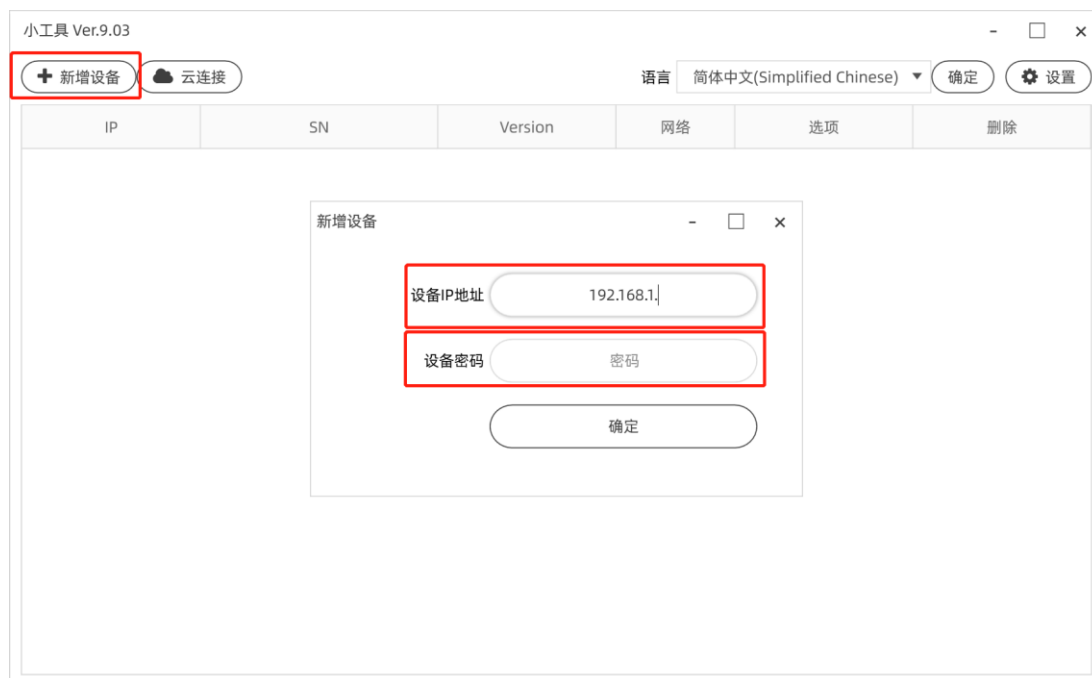 小工具 Ver.9.03
新增设备 云连接 语言 简体中文(Simplified Chinese) 确定 设置
IP SN Version 网络 选项 删除
新增设备
设备IP地址 192.168.1.
设备密码 密码
确定